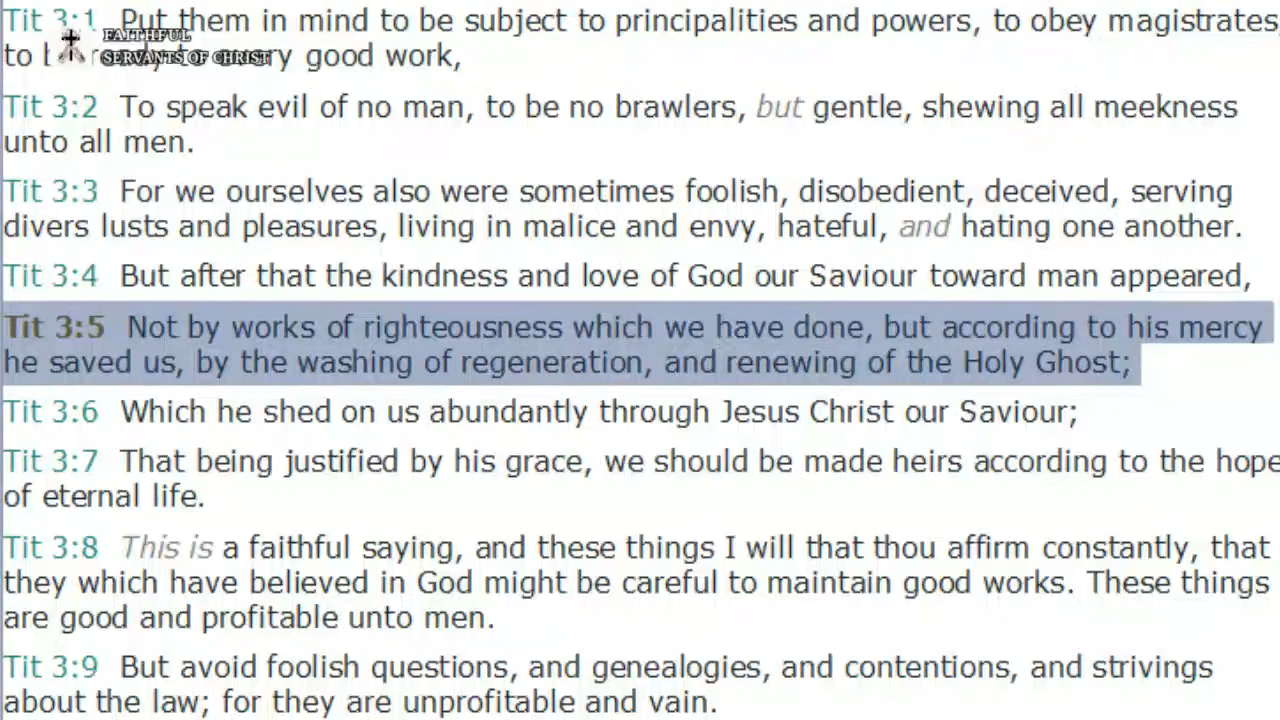 Tit 3:1 Put them in mind to be subject to principalities and powers, to obey magistrates,
FAITHFUL
to b ready to every good work,
SERVANTS OF CHRIST
Tit 3:2 To speak evil of no man, to be no brawlers, but gentle, shewing all meekness
unto all men.
Tit 3:3 For we ourselves also were sometimes foolish, disobedient, deceived, serving
divers lusts and pleasures, living in malice and envy, hateful, and hating one another.
Tit 3:4 But after that the kindness and love of God our Saviour toward man appeared,
Tit 3:5 Not by works of righteousness which we have done, but according to his mercy
he saved us, by the washing of regeneration, and renewing of the Holy Ghost;
Tit 3:6 Which he shed on us abundantly through Jesus Christ our Saviour;
Tit 3:7 That being justified by his grace, we should be made heirs according to the hope
of eternal life.
Tit 3:8 This is a faithful saying, and these things I will that thou affirm constantly, that
they which have believed in God might be careful to maintain good works. These things
are good and profitable unto men.
Tit 3:9 But avoid foolish questions, and genealogies, and contentions, and strivings
about the law; for they are unprofitable and vain.